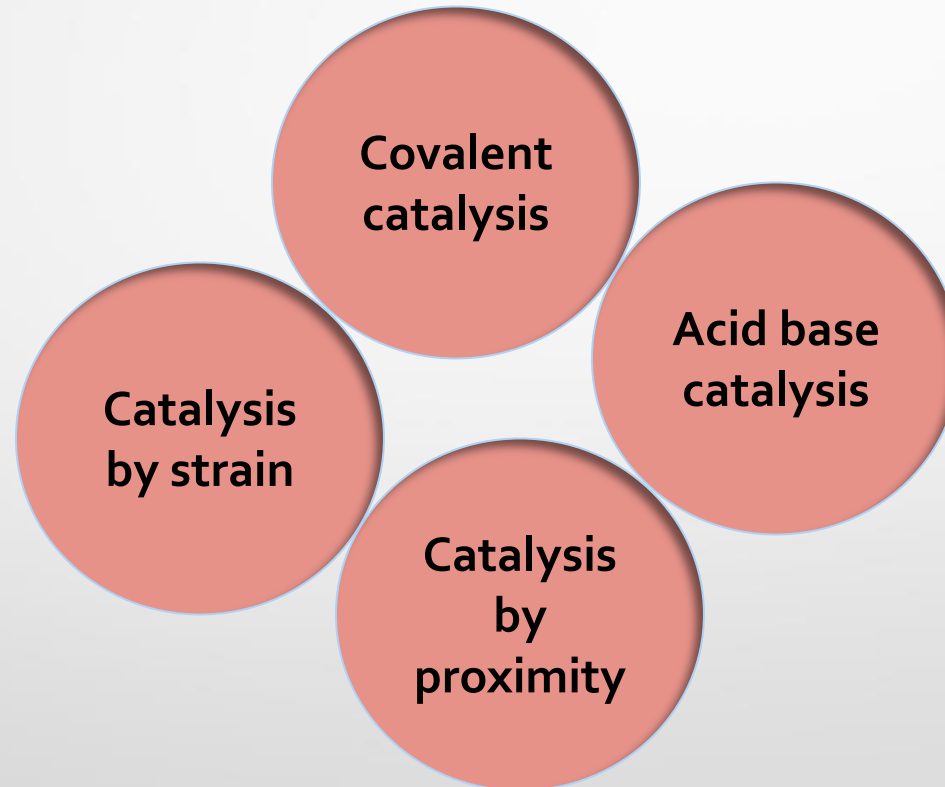 Covalent
catalysis
Acid base
catalysis
Catalysis
by strain
Catalysis
by
proximity